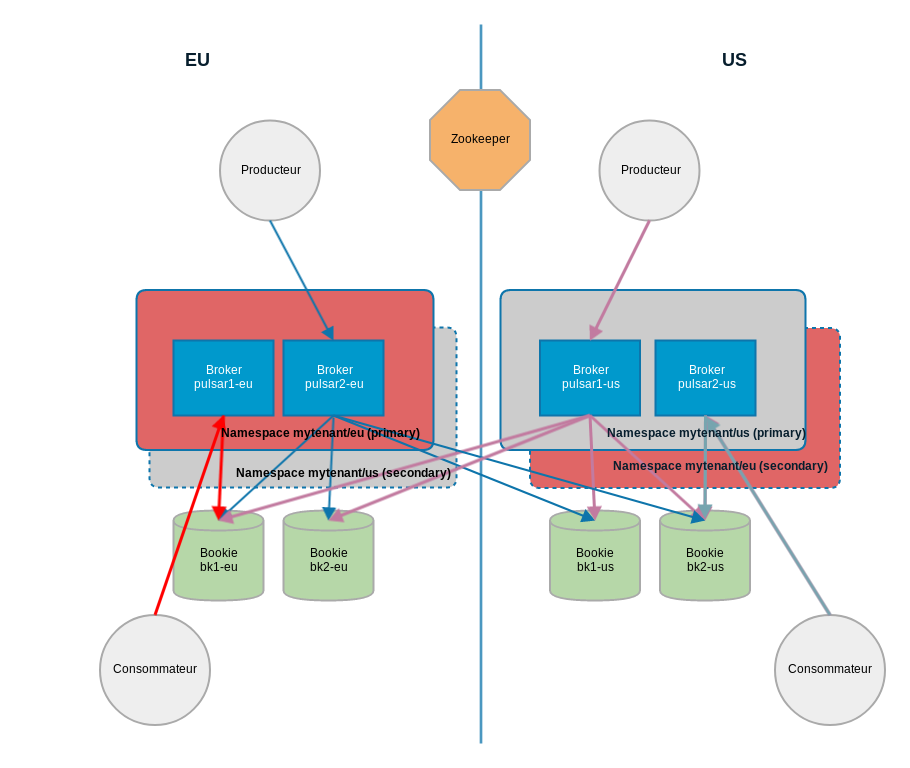 EU
US
Zookeeper
Producteur
Producteur
Broker
pulsar1-eu
Broker
pulsar2-eu
Broker
pulsar1-us
Broker
pulsar2-us
Namespace mytenant/eu (primary)
Namespace mytenant/us (primary)
Namespace mytenant/us (secondary)
Namespace mytenant/eu (secondary)
Bookie
bk1-eu
Bookie
bk2-eu
Bookie
bk1-us
Bookie
bk2-us
Consommateur
Consommateur